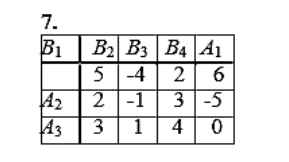 7.
B₁ B₂ B₃ B₄ A₁
5 -4 2 6
A₂ 2 -1 3 -5
A₃ 3 1 4 0